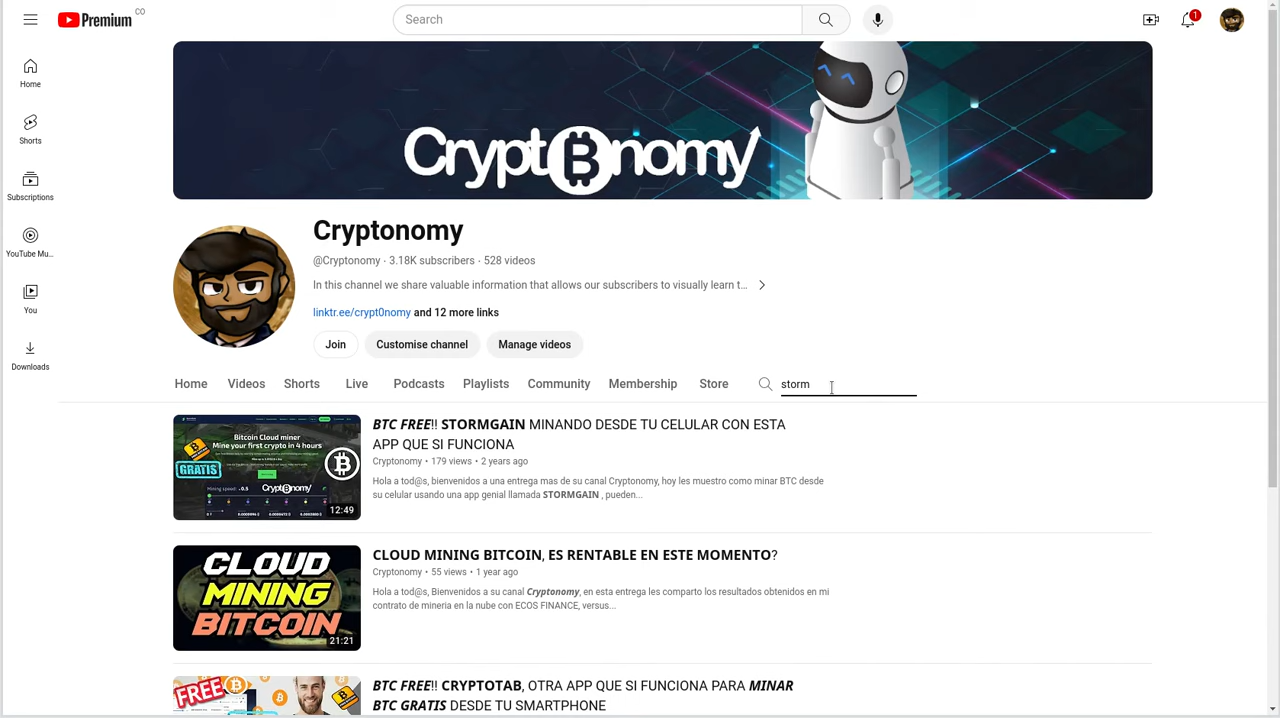 Premium CO
Search
1
Home
Shorts
Subscriptions
YouTube Mu...
You
Downloads
Cryptonomy
Cryptonomy
@Cryptonomy · 3.18K subscribers · 528 videos
In this channel we share valuable information that allows our subscribers to visually learn t...
linktr.ee/crypt0nomy and 12 more links
Join Customise channel Manage videos
Home Videos Shorts Live Podcasts Playlists Community Membership Store storm
Bitcoin Cloud miner
Mine your first crypto in 4 hours
GRATIS
Cryptonomy
12:49
BTC FREE!! STORMGAIN MINANDO DESDE TU CELULAR CON ESTA
APP QUE SI FUNCIONA
Cryptonomy • 179 views • 2 years ago
Hola a tod@s, bienvenidos a una entrega mas de su canal Cryptonomy, hoy les muestro como minar BTC desde
su celular usando una app genial llamada STORMGAIN , pueden...
CLOUD
MINING
BITCOIN
21:21
CLOUD MINING BITCOIN, ES RENTABLE EN ESTE MOMENTO?
Cryptonomy • 55 views • 1 year ago
Hola a tod@s, Bienvenidos a su canal Cryptonomy, en esta entrega les comparto los resultados obtenidos en mi
contrato de mineria en la nube con ECOS FINANCE, versus...
FREE
BTC FREE!! CRYPTOTAB, OTRA APP QUE SI FUNCIONA PARA MINAR
BTC GRATIS DESDE TU SMARTPHONE